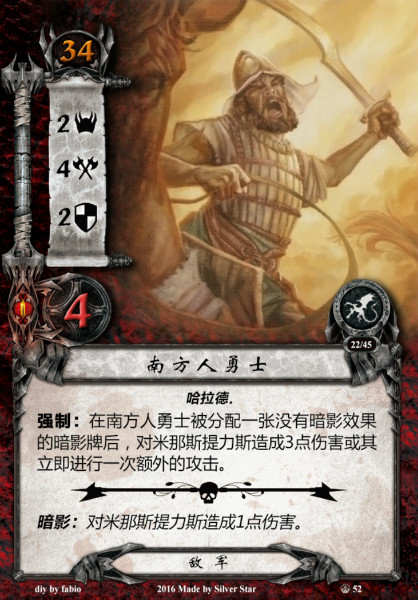 34
2
4
2
4
22/45
南方人勇士
哈拉德.
强制：在南方人勇士被分配一张没有暗影效果
的暗影牌后，对米那斯提力斯造成3点伤害或其
立即进行一次额外的攻击。
暗影：对米那斯提力斯造成1点伤害。
敌军
diy by fabio 2016 Made by Silver Star 52